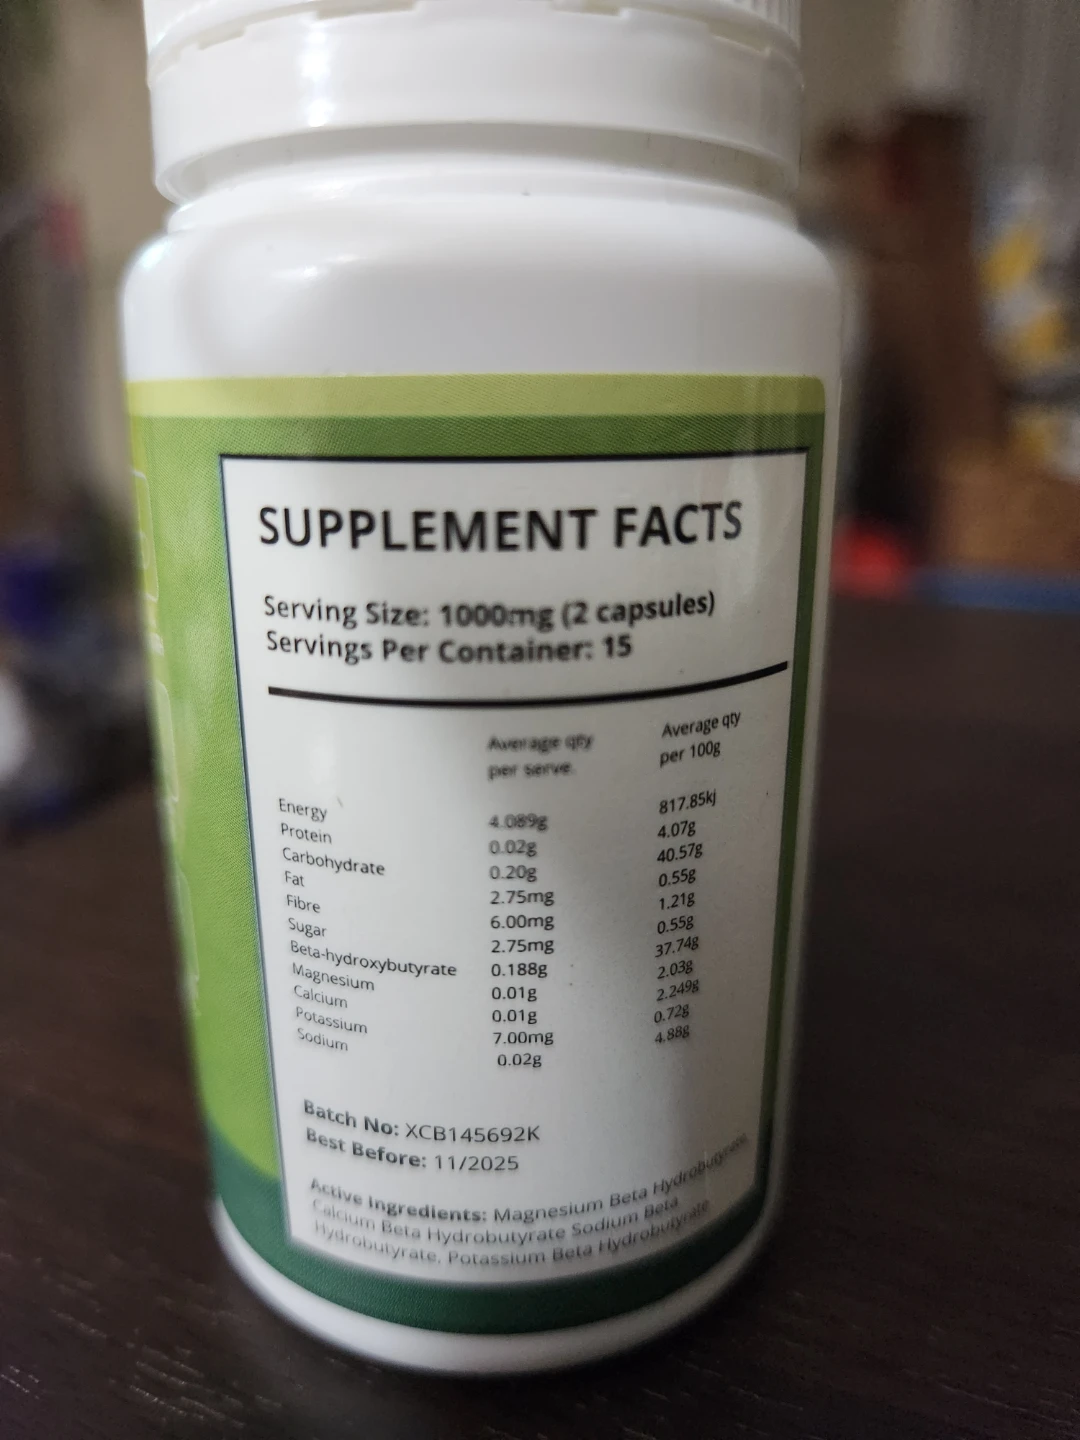 SUPPLEMENT FACTS
Serving Size: 1000mg (2 capsules)
Servings Per Container: 15
Average qty per serve. Average qty per 100g
Energy 4.089g 817.85kj
Protein 0.02g 4.07g
Carbohydrate 0.20g 40.57g
Fat 2.75mg 0.55g
Fibre 6.00mg 1.21g
Sugar 2.75mg 0.55g
Beta-hydroxybutyrate 0.188g 37.74g
Magnesium 0.01g 2.03g
Calcium 0.01g 2.249g
Potassium 7.00mg 0.72g
Sodium 0.02g 4.88g
Batch No: XCB145692K
Best Before: 11/2025
Active Ingredients: Magnesium Beta Hydrobutyrate,
Calcium Beta Hydrobutyrate Sodium Beta
Hydrobutyrate, Potassium Beta Hydrobutyrate